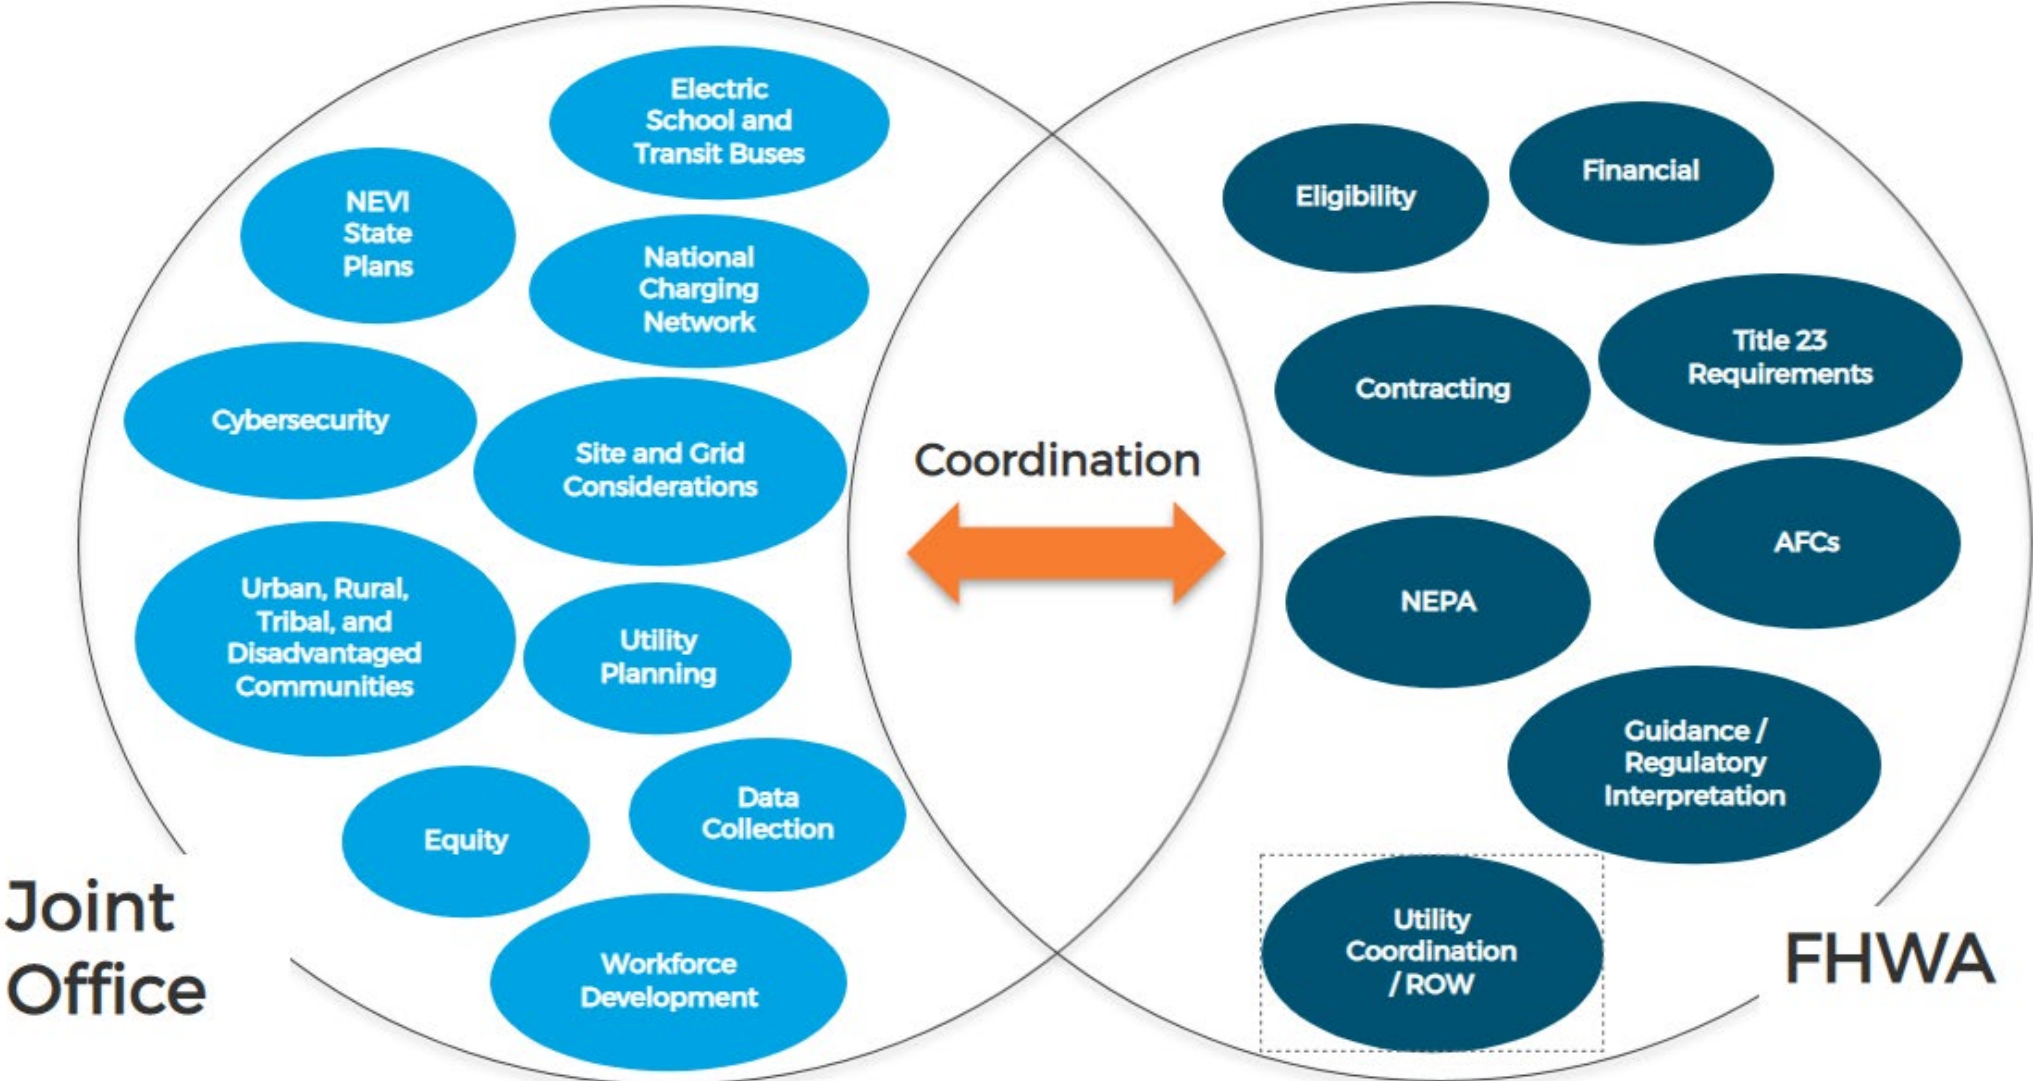 Electric
School and
Transit Buses
NEVI
State
Plans
National
Charging
Network
Cybersecurity
Site and Grid
Considerations
Urban, Rural,
Tribal, and
Disadvantaged
Communities
Utility
Planning
Equity
Data
Collection
Workforce
Development
Joint
Office
Coordination
Eligibility
Financial
Contracting
Title 23
Requirements
NEPA
AFCs
Guidance /
Regulatory
Interpretation
Utility
Coordination
/ ROW
FHWA